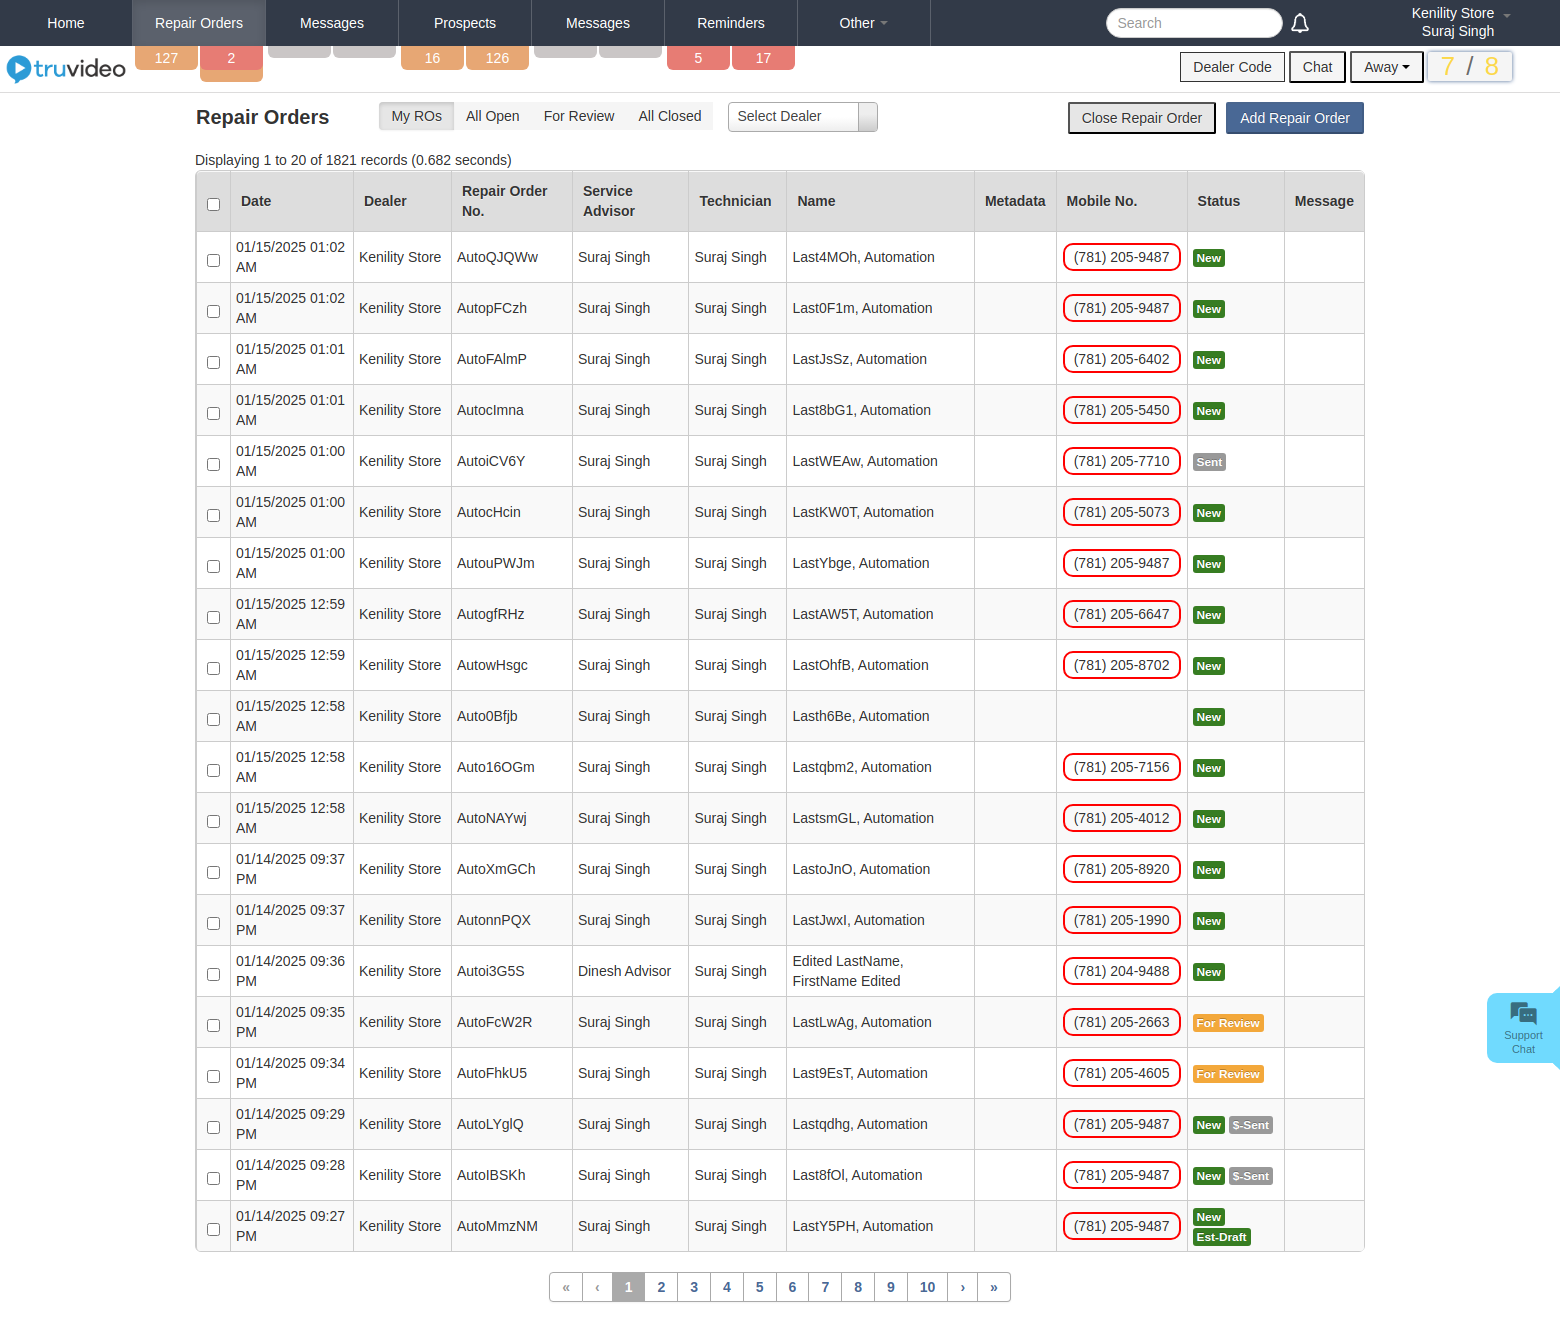 Home Repair Orders Messages Prospects Messages Reminders Other Search Kenility Store
Suraj Singh
truvideo 127 2 16 126 5 17 Dealer Code Chat Away 7 / 8
Repair Orders My ROs All Open For Review All Closed Select Dealer Close Repair Order Add Repair Order
Displaying 1 to 20 of 1821 records (0.682 seconds)
Date Dealer Repair Order No. Service Advisor Technician Name Metadata Mobile No. Status Message
01/15/2025 01:02 AM Kenility Store AutoQJQWw Suraj Singh Suraj Singh Last4MOh, Automation (781) 205-9487 New
01/15/2025 01:02 AM Kenility Store AutopFCzh Suraj Singh Suraj Singh Last0F1m, Automation (781) 205-9487 New
01/15/2025 01:01 AM Kenility Store AutoFAlmP Suraj Singh Suraj Singh LastJsSz, Automation (781) 205-6402 New
01/15/2025 01:01 AM Kenility Store AutocImna Suraj Singh Suraj Singh Last8bG1, Automation (781) 205-5450 New
01/15/2025 01:00 AM Kenility Store AutoiCV6Y Suraj Singh Suraj Singh LastWEAw, Automation (781) 205-7710 Sent
01/15/2025 01:00 AM Kenility Store AutocHcin Suraj Singh Suraj Singh LastKW0T, Automation (781) 205-5073 New
01/15/2025 01:00 AM Kenility Store AutouPWJm Suraj Singh Suraj Singh LastYbge, Automation (781) 205-9487 New
01/15/2025 12:59 AM Kenility Store AutogfRHz Suraj Singh Suraj Singh LastAW5T, Automation (781) 205-6647 New
01/15/2025 12:59 AM Kenility Store AutowHsgc Suraj Singh Suraj Singh LastOhfB, Automation (781) 205-8702 New
01/15/2025 12:58 AM Kenility Store Auto0Bfjb Suraj Singh Suraj Singh Lasth6Be, Automation New
01/15/2025 12:58 AM Kenility Store Auto16OGm Suraj Singh Suraj Singh Lastqbm2, Automation (781) 205-7156 New
01/15/2025 12:58 AM Kenility Store AutoNAYwj Suraj Singh Suraj Singh LastsmGL, Automation (781) 205-4012 New
01/14/2025 09:37 PM Kenility Store AutoXmGCh Suraj Singh Suraj Singh LastoJnO, Automation (781) 205-8920 New
01/14/2025 09:37 PM Kenility Store AutonnPQX Suraj Singh Suraj Singh LastJwxI, Automation (781) 205-1990 New
01/14/2025 09:36 PM Kenility Store Autoi3G5S Dinesh Advisor Suraj Singh Edited LastName, FirstName Edited (781) 204-9488 New
01/14/2025 09:35 PM Kenility Store AutoFcW2R Suraj Singh Suraj Singh LastLwAg, Automation (781) 205-2663 For Review
01/14/2025 09:34 PM Kenility Store AutoFhkU5 Suraj Singh Suraj Singh Last9EsT, Automation (781) 205-4605 For Review
01/14/2025 09:29 PM Kenility Store AutoLYglQ Suraj Singh Suraj Singh Lastqdhg, Automation (781) 205-9487 New $-Sent
01/14/2025 09:28 PM Kenility Store AutoIBSKh Suraj Singh Suraj Singh Last8fOl, Automation (781) 205-9487 New $-Sent
01/14/2025 09:27 PM Kenility Store AutoMmzNM Suraj Singh Suraj Singh LastY5PH, Automation (781) 205-9487 New Est-Draft
Support
Chat
« ‹ 1 2 3 4 5 6 7 8 9 10 › »